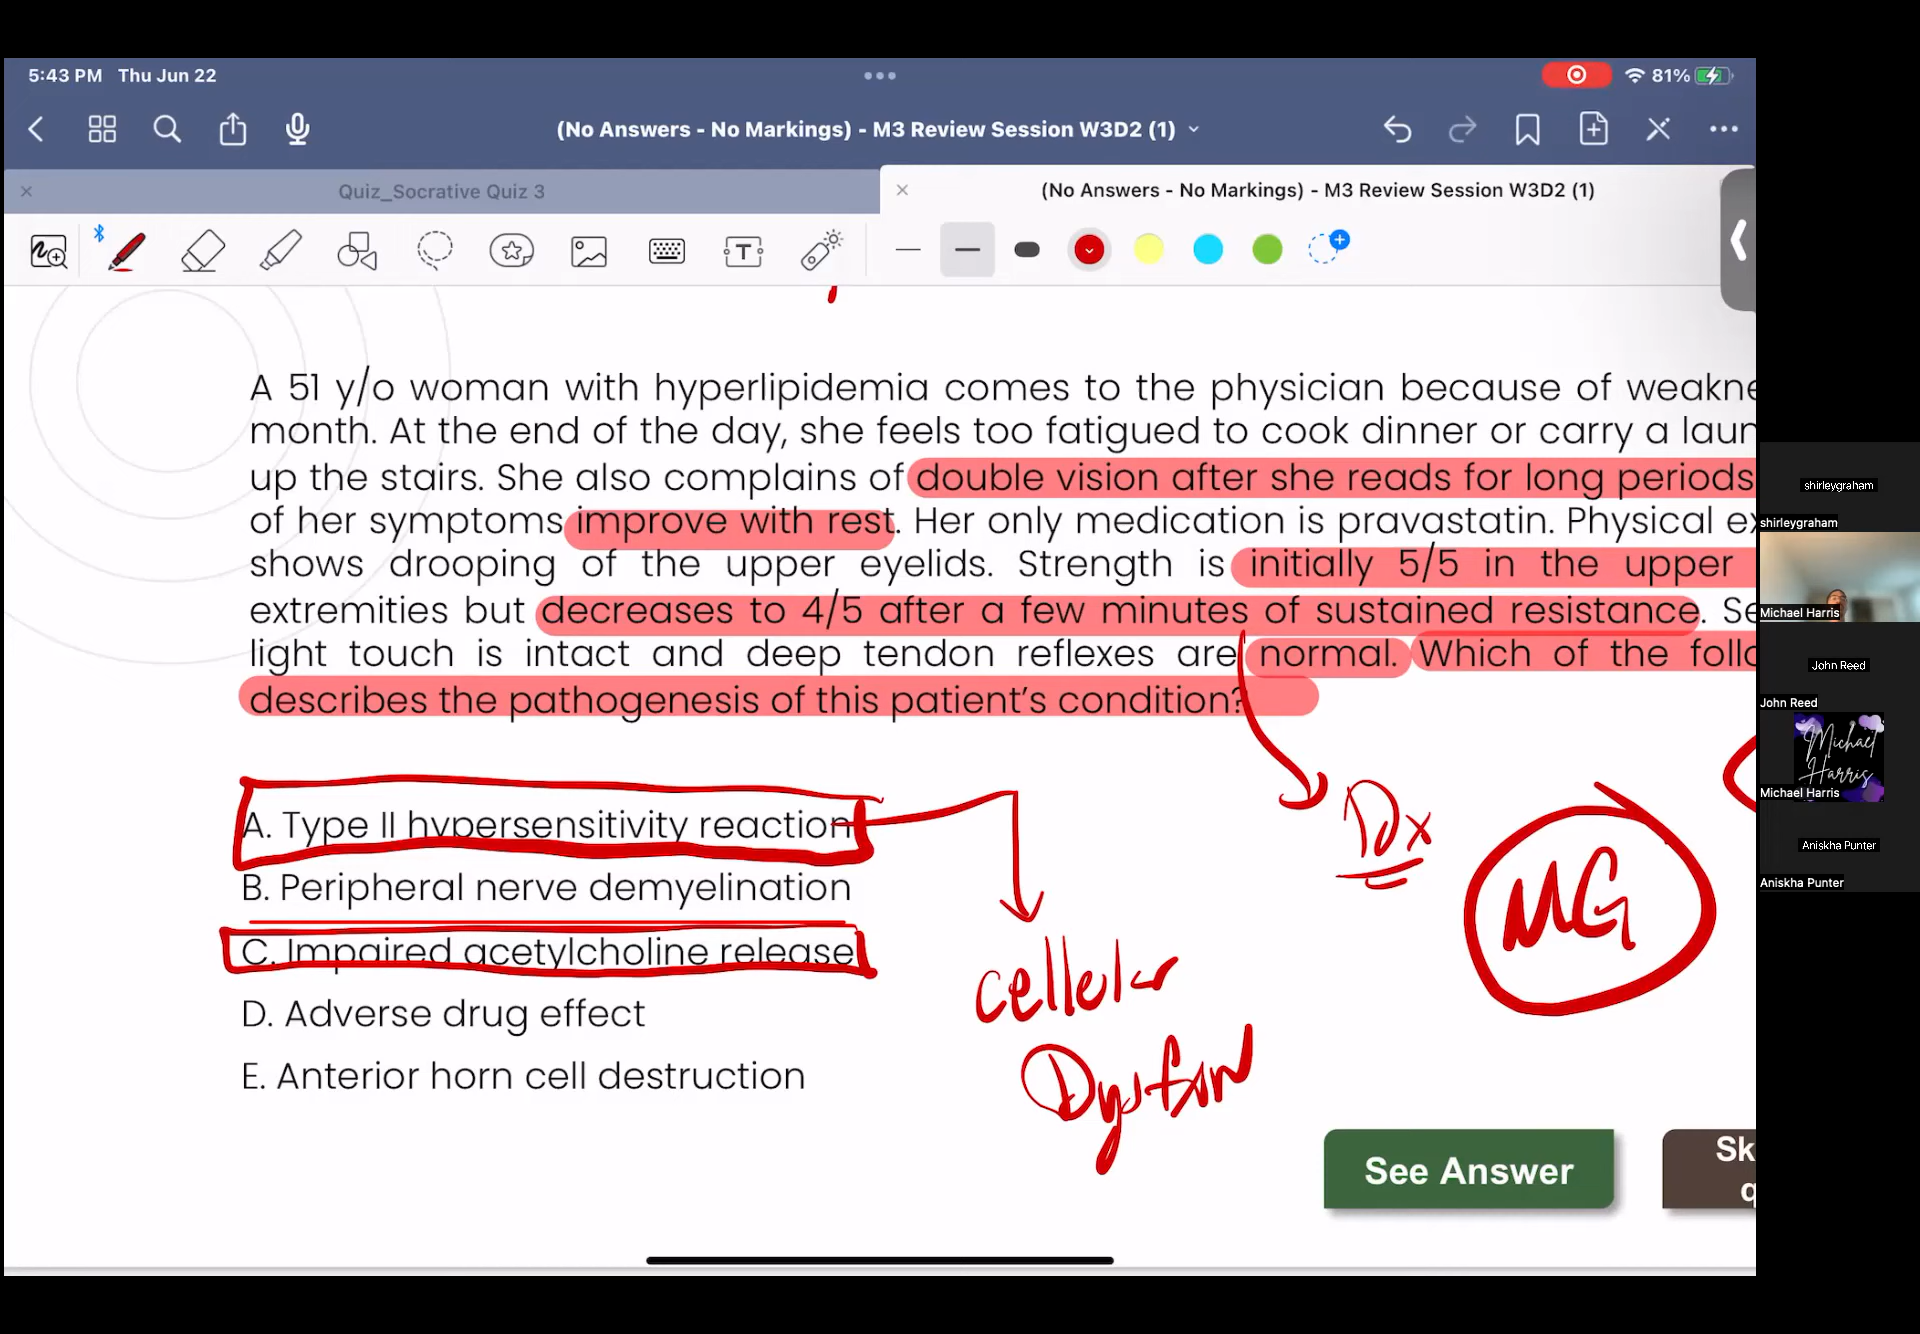 5:43 PM Thu Jun 22
81%
(No Answers - No Markings) - M3 Review Session W3D2 (1)
Quiz_Socrative Quiz 3
(No Answers - No Markings) - M3 Review Session W3D2 (1)
T
A 51 y/o woman with hyperlipidemia comes to the physician because of weakne
month. At the end of the day, she feels too fatigued to cook dinner or carry a laun
up the stairs. She also complains of double vision after she reads for long periods
of her symptoms improve with rest. Her only medication is pravastatin. Physical ex
shows drooping of the upper eyelids. Strength is initially 5/5 in the upper
extremities but decreases to 4/5 after a few minutes of sustained resistance. Se
light touch is intact and deep tendon reflexes are normal. Which of the follo
describes the pathogenesis of this patient's condition?
A. Type II hypersensitivity reaction
B. Peripheral nerve demyelination
C. Impaired acetylcholine release
D. Adverse drug effect
E. Anterior horn cell destruction
Dx
MG
cellular
See Answer
Sk
q
shirleygraham
shirleygraham
Michael Harris
John Reed
John Reed
Michael
Harris
Michael Harris
Aniskha Punter
Aniskha Punter